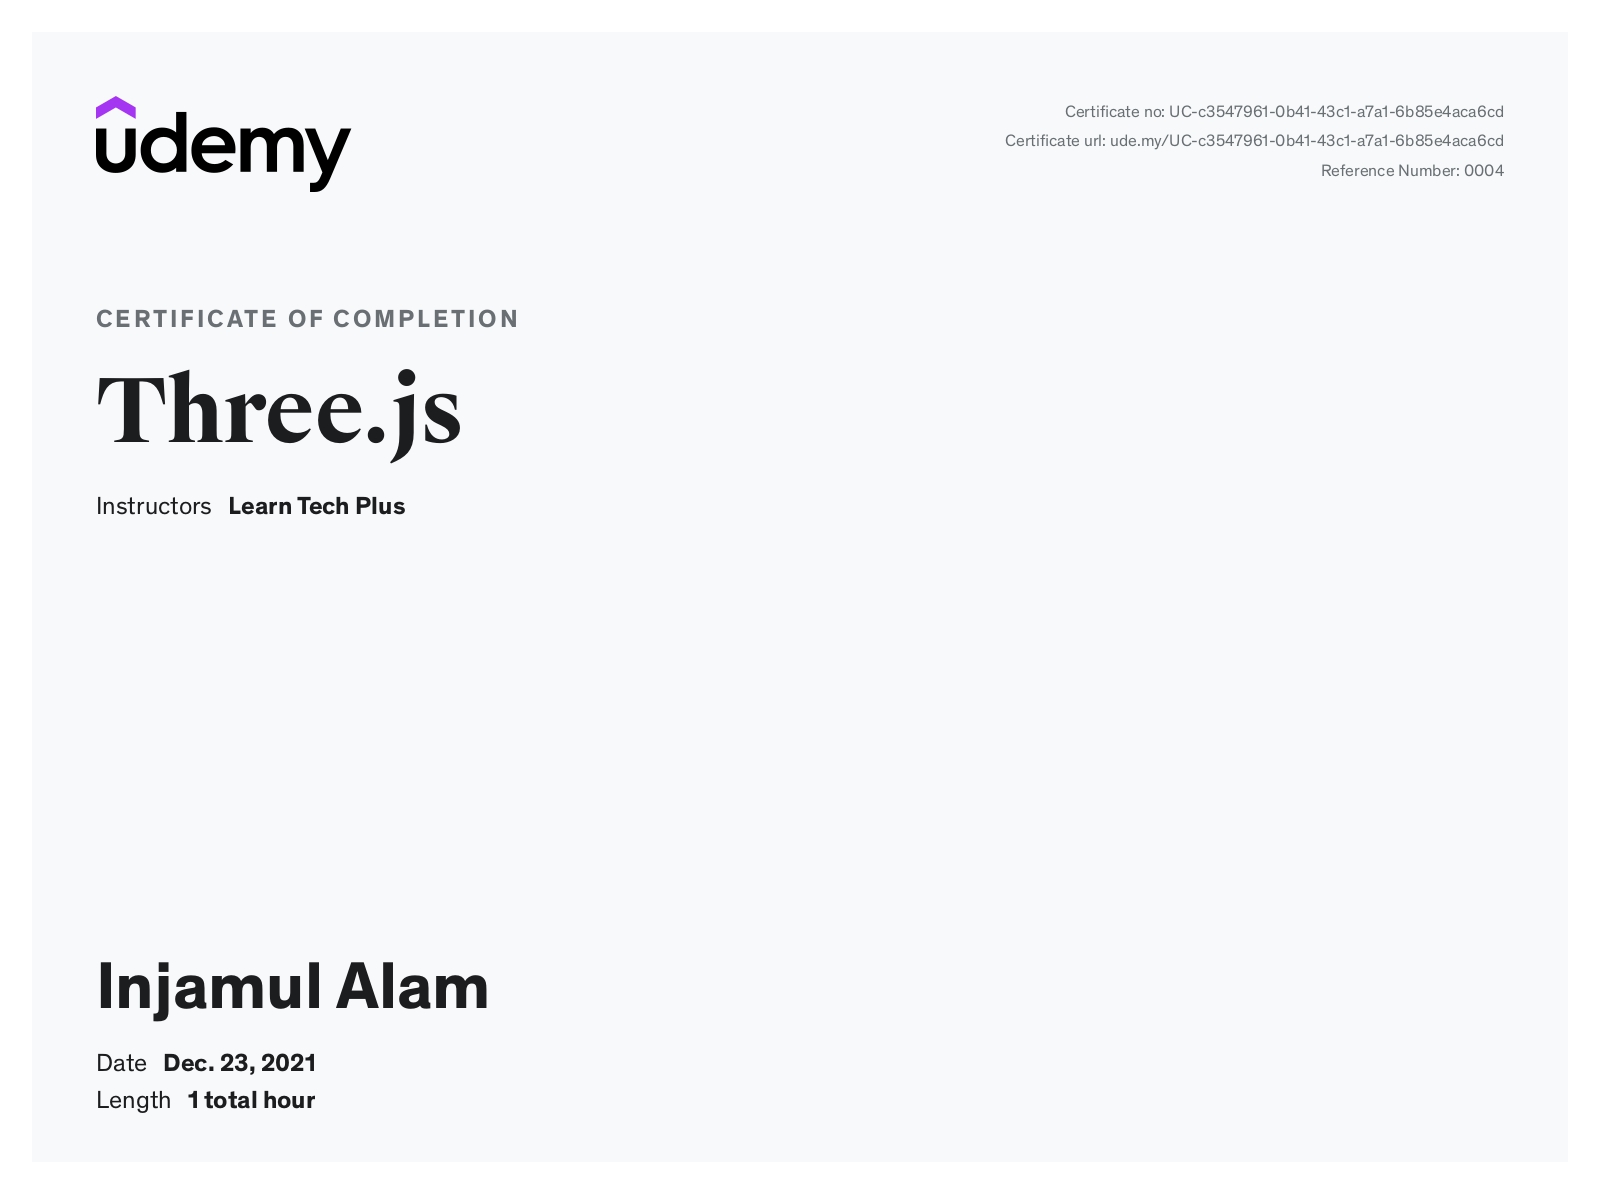 udemy
Certificate no: UC-c3547961-0b41-43c1-a7a1-6b85e4aca6cd
Certificate url: ude.my/UC-c3547961-0b41-43c1-a7a1-6b85e4aca6cd
Reference Number: 0004
CERTIFICATE OF COMPLETION
Three.js
Instructors Learn Tech Plus
Injamul Alam
Date Dec. 23, 2021
Length 1 total hour